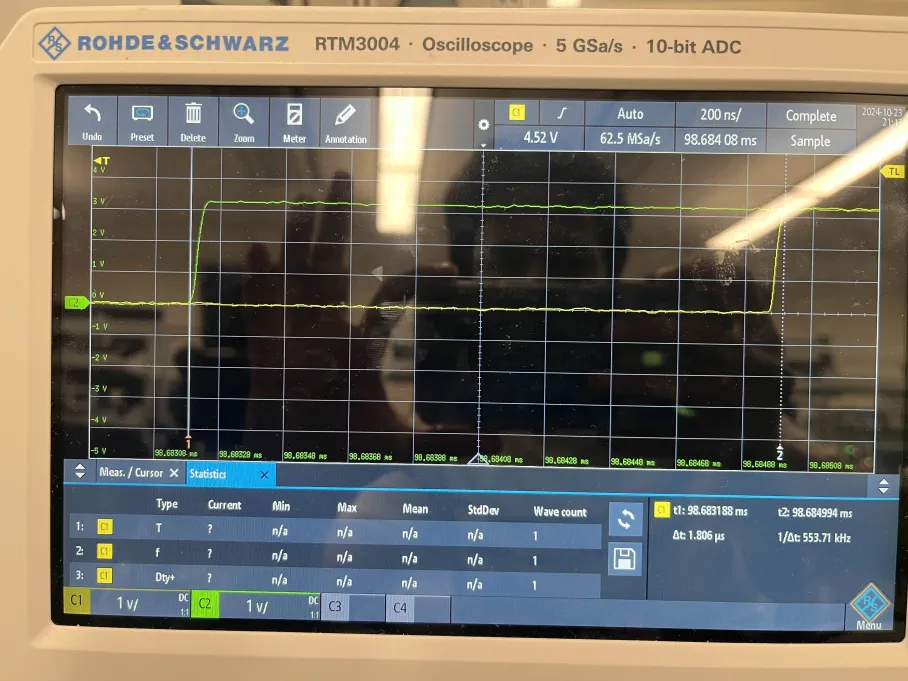 ROHDE&SCHWARZ RTM3004 · Oscilloscope · 5 GSa/s · 10-bit ADC
Undo Preset Delete Zoom Meter Annotation
C1 Auto 200 ns/ Complete 2024-10-23
4.52 V 62.5 MSa/s 98.684 08 ms Sample
T
TL
4 V
3 V
2 V
1 V
C2 0 V
-1 V
-2 V
-3 V
-4 V
-5 V
1 2
98.68308 ms 98.68328 ms 98.68348 ms 98.68368 ms 98.68388 ms 98.68408 ms 98.68428 ms 98.68448 ms 98.68468 ms 98.68488 ms 98.68508 ms
Meas. / Cursor Statistics
Type Current Min Max Mean StdDev Wave count
1: C1 T ? n/a n/a n/a n/a 1
2: C1 f ? n/a n/a n/a n/a 1
3: C1 Dty+ ? n/a n/a n/a n/a 1
C1 t1: 98.683188 ms t2: 98.684994 ms
Δt: 1.806 µs 1/Δt: 553.71 kHz
C1 1 V/ DC 1:1 C2 1 V/ DC 1:1 C3 C4
Menu